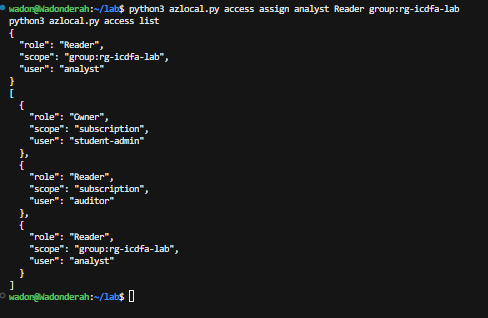 wadon@Wadonderah:~/lab$ python3 azlocal.py access assign analyst Reader group:rg-icdfa-lab
python3 azlocal.py access list
{
  "role": "Reader",
  "scope": "group:rg-icdfa-lab",
  "user": "analyst"
}
[
  {
    "role": "Owner",
    "scope": "subscription",
    "user": "student-admin"
  },
  {
    "role": "Reader",
    "scope": "subscription",
    "user": "auditor"
  },
  {
    "role": "Reader",
    "scope": "group:rg-icdfa-lab",
    "user": "analyst"
  }
]
wadon@Wadonderah:~/lab$